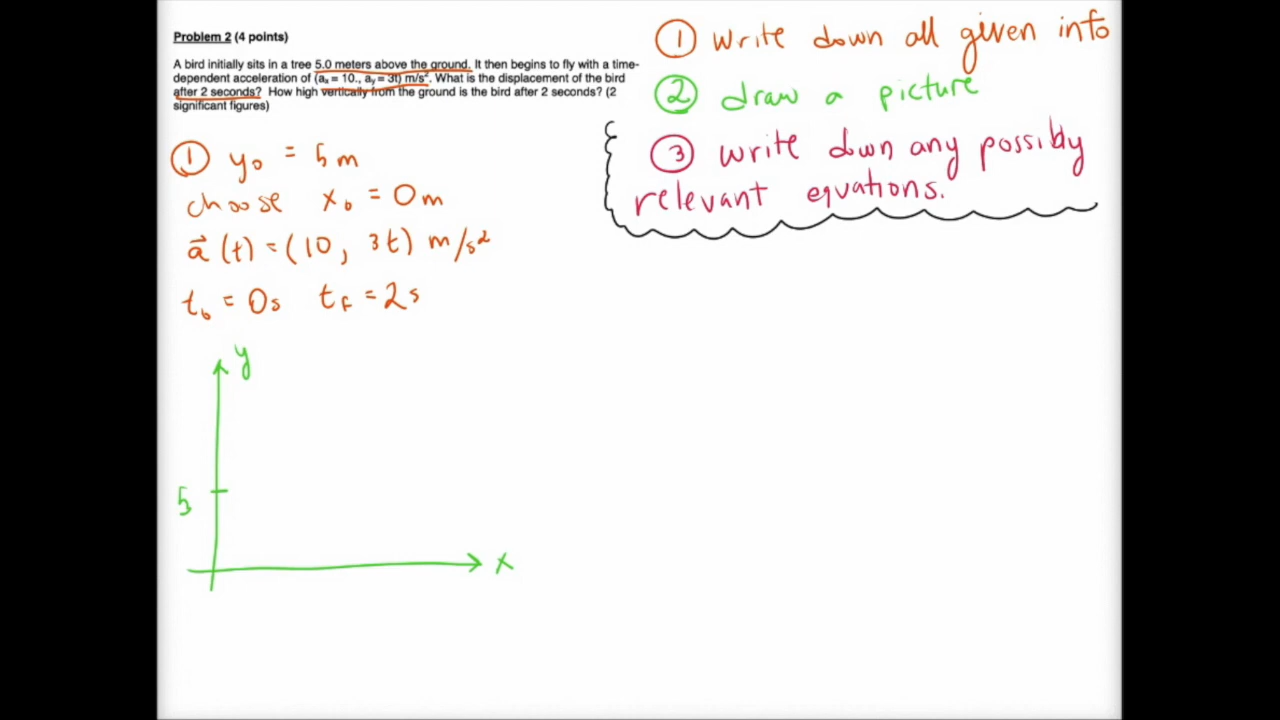 Problem 2 (4 points)
A bird initially sits in a tree 5.0 meters above the ground. It then begins to fly with a time-
dependent acceleration of (aₓ = 10., aᵧ = 3t) m/s². What is the displacement of the bird
after 2 seconds? How high vertically from the ground is the bird after 2 seconds? (2
significant figures)
① Write down all given info
② draw a picture
③ write down any possibly
relevant equations.
① y₀ = 5m
choose x₀ = 0m
a⃗(t) = (10, 3t) m/s²
t₀ = 0s t_f = 2s
y
5
x